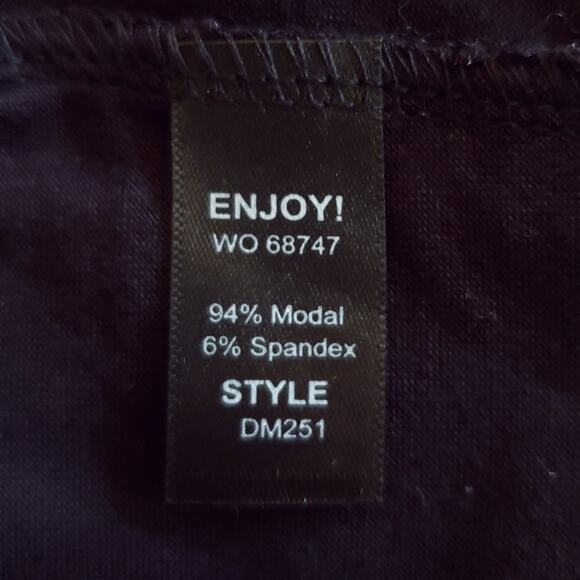 ENJOY!
WO 68747
94% Modal
6% Spandex
STYLE
DM251